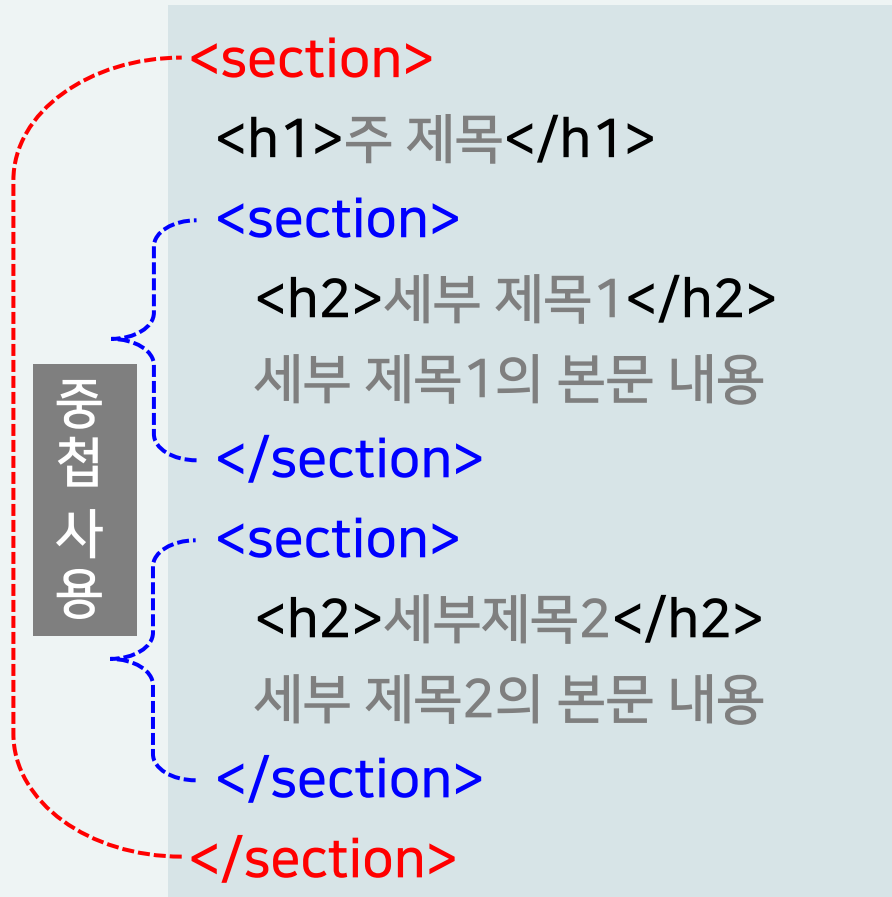 <section>
<h1>주 제목</h1>
<section>
<h2>세부 제목1</h2>
세부 제목1의 본문 내용
</section>
<section>
<h2>세부제목2</h2>
세부 제목2의 본문 내용
</section>
</section>
중첩 사용